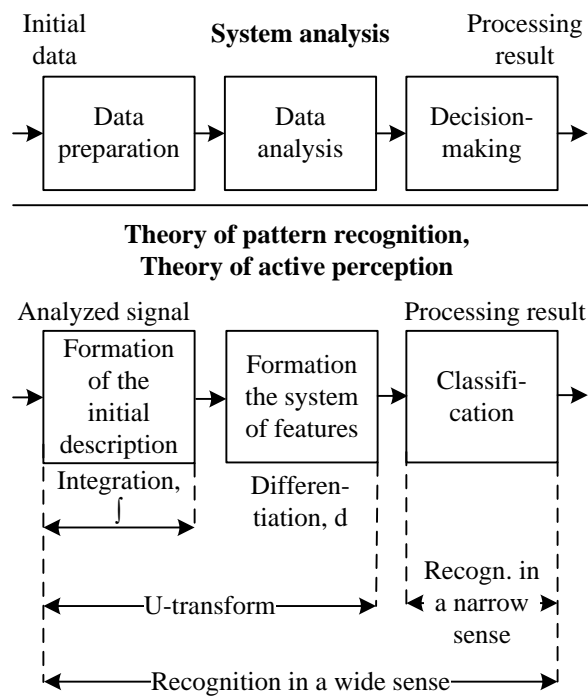 Initial
data
System analysis
Processing
result
Data
preparation
Data
analysis
Decision-
making
Theory of pattern recognition,
Theory of active perception
Analyzed signal
Processing result
Formation
of the
initial
description
Formation
the system
of features
Classifi-
cation
Integration,
∫
Differen-
tiation, d
Recogn. in
a narrow
sense
U-transform
Recognition in a wide sense